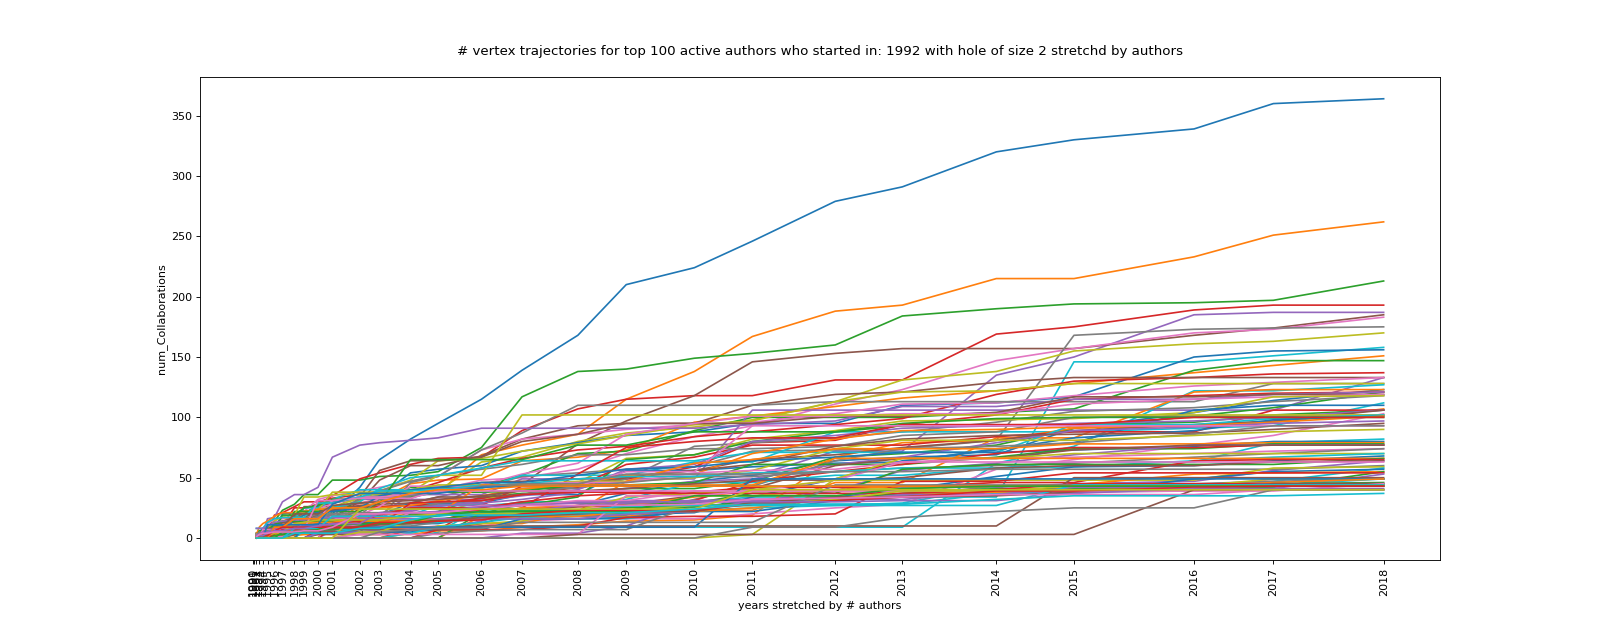 # vertex trajectories for top 100 active authors who started in: 1992 with hole of size 2 stretchd by authors
num_Collaborations
350
300
250
200
150
100
50
0
1995 1996 1997 1998 1999 2000 2001 2002 2003 2004 2005 2006 2007 2008 2009 2010 2011 2012 2013 2014 2015 2016 2017 2018
years stretched by # authors